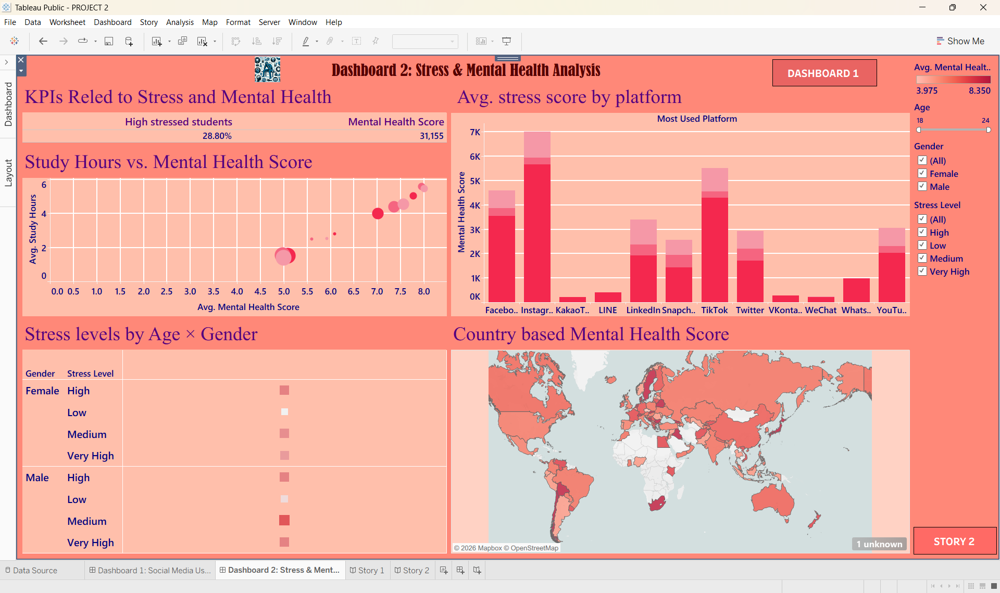 Tableau Public - PROJECT 2
File Data Worksheet Dashboard Story Analysis Map Format Server Window Help
Show Me
Dashboard
Layout
Dashboard 2: Stress & Mental Health Analysis
DASHBOARD 1
KPIs Reled to Stress and Mental Health
High stressed students Mental Health Score
28.80% 31,155
Study Hours vs. Mental Health Score
Avg. Study Hours
6
4
2
0
0.0 0.5 1.0 1.5 2.0 2.5 3.0 3.5 4.0 4.5 5.0 5.5 6.0 6.5 7.0 7.5 8.0
Avg. Mental Health Score
Avg. stress score by platform
Most Used Platform
Mental Health Score
7K
6K
5K
4K
3K
2K
1K
0K
Facebo.. Instagr.. KakaoT.. LINE LinkedIn Snapch.. TikTok Twitter VKonta.. WeChat Whats.. YouTu..
Avg. Mental Healt..
3.975 8.350
Age
18 24
Gender
(All)
Female
Male
Stress Level
(All)
High
Low
Medium
Very High
Stress levels by Age × Gender
Gender Stress Level
Female High
Low
Medium
Very High
Male High
Low
Medium
Very High
Country based Mental Health Score
© 2026 Mapbox © OpenStreetMap
1 unknown
STORY 2
Data Source Dashboard 1: Social Media Us... Dashboard 2: Stress & Ment... Story 1 Story 2